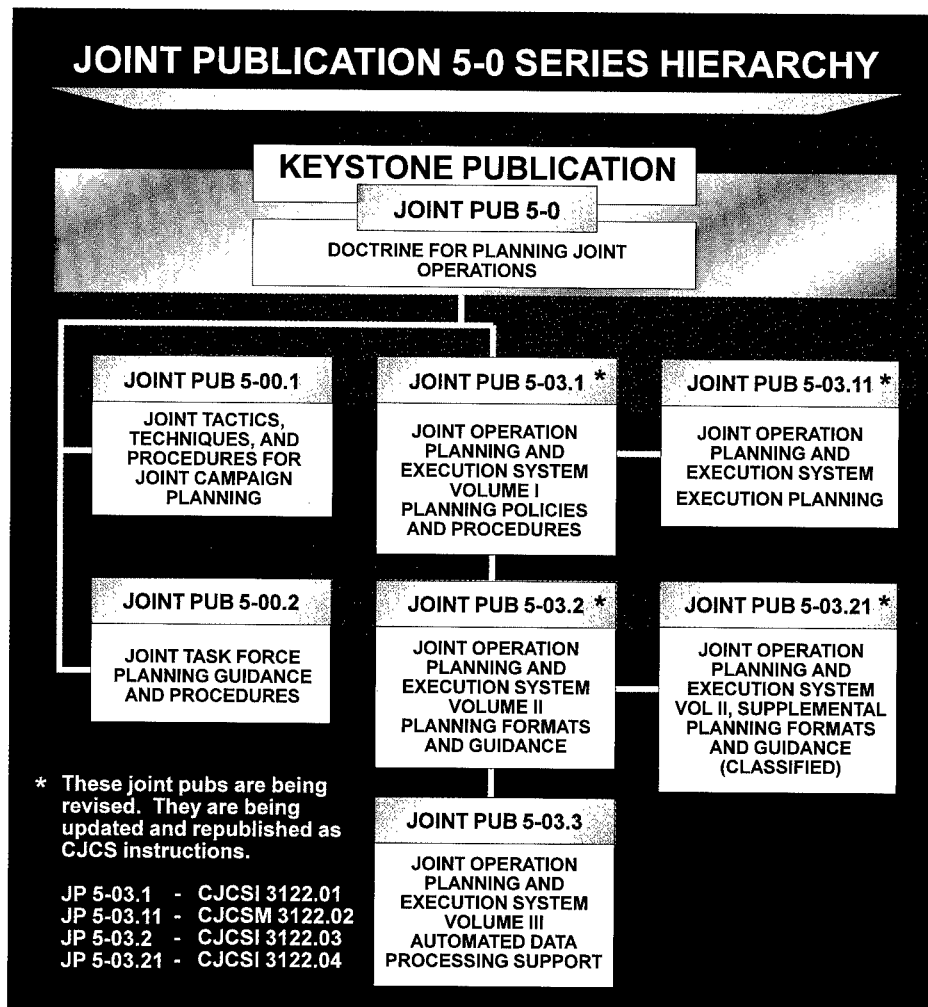 JOINT PUBLICATION 5-0 SERIES HIERARCHY
KEYSTONE PUBLICATION
JOINT PUB 5-0
DOCTRINE FOR PLANNING JOINT
OPERATIONS
JOINT PUB 5-00.1
JOINT TACTICS,
TECHNIQUES, AND
PROCEDURES FOR
JOINT CAMPAIGN
PLANNING
JOINT PUB 5-03.1 *
JOINT OPERATION
PLANNING AND
EXECUTION SYSTEM
VOLUME I
PLANNING POLICIES
AND PROCEDURES
JOINT PUB 5-03.11 *
JOINT OPERATION
PLANNING AND
EXECUTION SYSTEM
EXECUTION PLANNING
JOINT PUB 5-00.2
JOINT TASK FORCE
PLANNING GUIDANCE
AND PROCEDURES
JOINT PUB 5-03.2 *
JOINT OPERATION
PLANNING AND
EXECUTION SYSTEM
VOLUME II
PLANNING FORMATS
AND GUIDANCE
JOINT PUB 5-03.21 *
JOINT OPERATION
PLANNING AND
EXECUTION SYSTEM
VOL II, SUPPLEMENTAL
PLANNING FORMATS
AND GUIDANCE
(CLASSIFIED)
JOINT PUB 5-03.3
JOINT OPERATION
PLANNING AND
EXECUTION SYSTEM
VOLUME III
AUTOMATED DATA
PROCESSING SUPPORT
* These joint pubs are being
revised. They are being
updated and republished as
CJCS instructions.
JP 5-03.1 - CJCSI 3122.01
JP 5-03.11 - CJCSM 3122.02
JP 5-03.2 - CJCSI 3122.03
JP 5-03.21 - CJCSI 3122.04